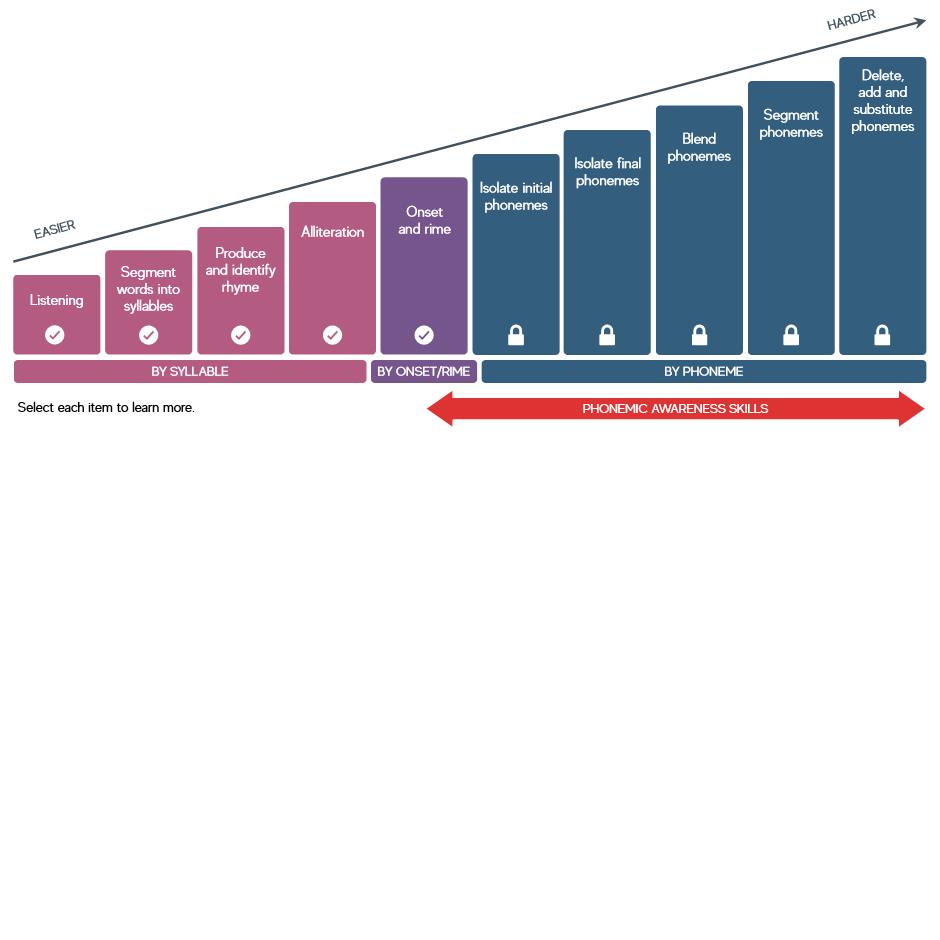 HARDER
EASIER
Listening
Segment
words into
syllables
Produce
and identify
rhyme
Alliteration
Onset
and rime
Isolate initial
phonemes
Isolate final
phonemes
Blend
phonemes
Segment
phonemes
Delete,
add and
substitute
phonemes
BY SYLLABLE
BY ONSET/RIME
BY PHONEME
Select each item to learn more.
PHONEMIC AWARENESS SKILLS